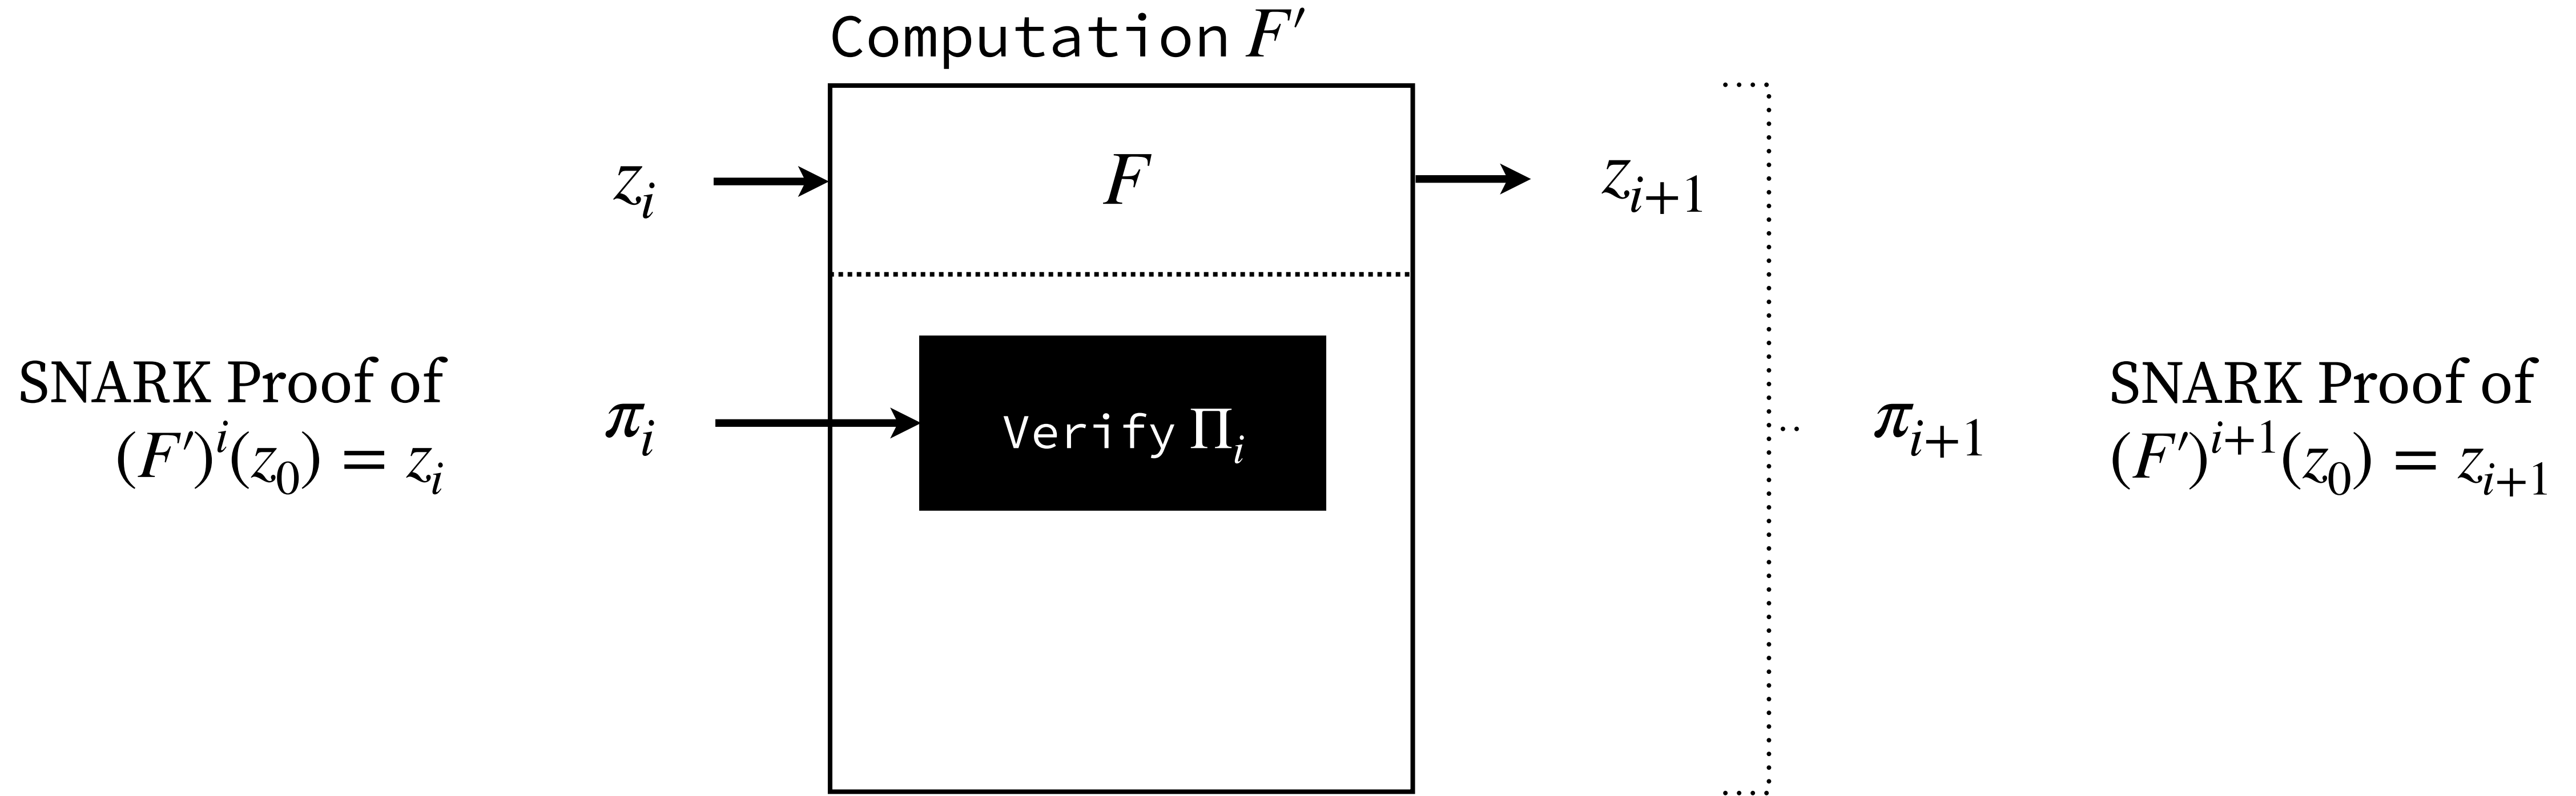 Computation F′
z_i
F
z_{i+1}
SNARK Proof of
(F′)^i(z_0) = z_i
π_i
Verify Π_i
π_{i+1}
SNARK Proof of
(F′)^{i+1}(z_0) = z_{i+1}